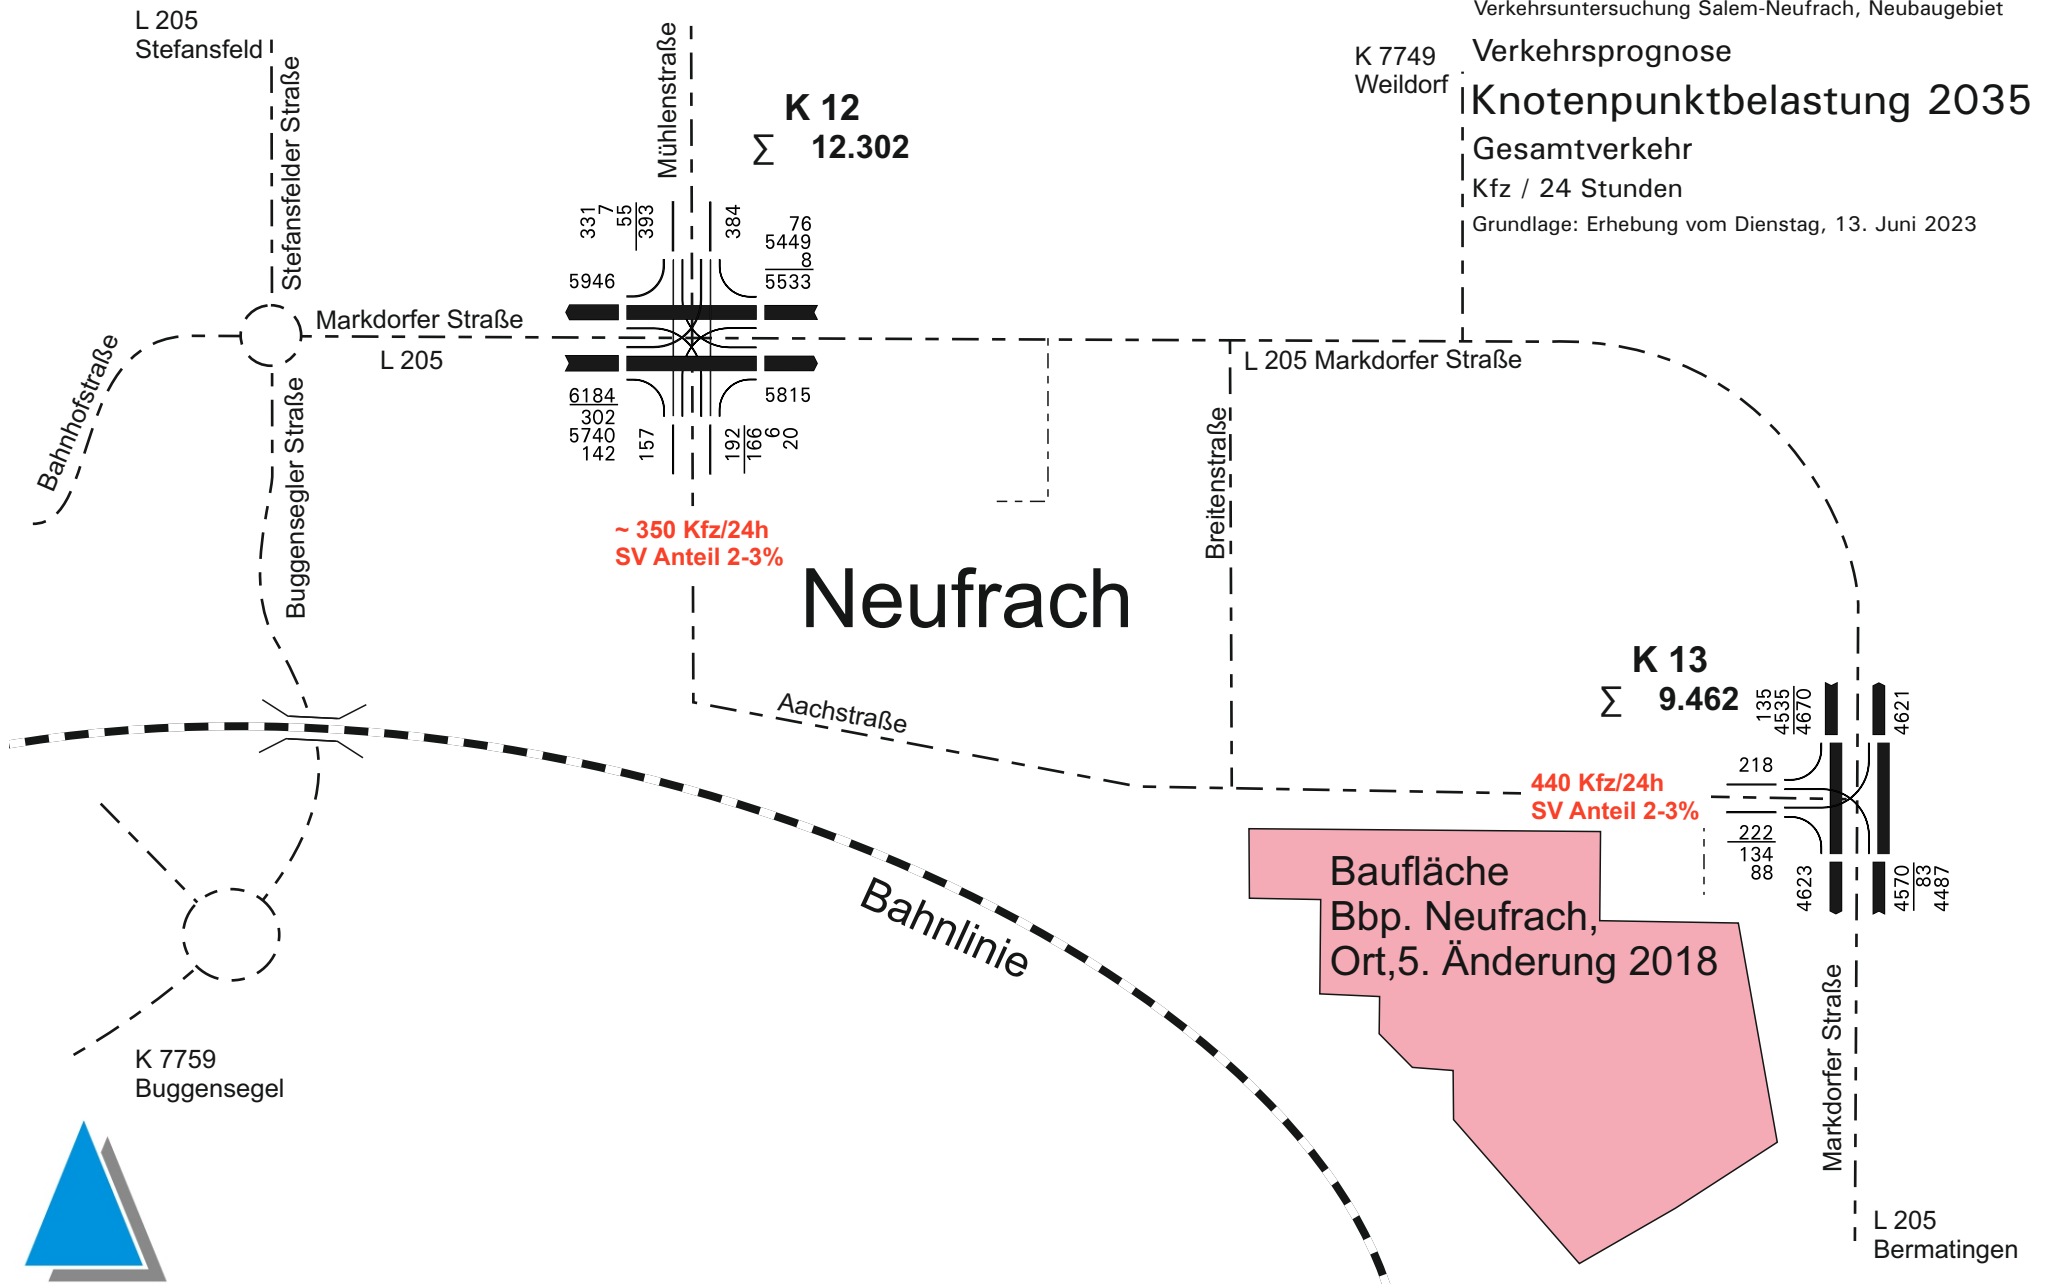 Verkehrsuntersuchung Salem-Neufrach, Neubaugebiet
Verkehrsprognose
Knotenpunktbelastung 2035
Gesamtverkehr
Kfz / 24 Stunden
Grundlage: Erhebung vom Dienstag, 13. Juni 2023
L 205
Stefansfeld
Stefansfelder Straße
Mühlenstraße
K 12
∑ 12.302
K 7749
Weildorf
331
7
55
393
384
76
5449
8
5533
5946
Markdorfer Straße
L 205
6184
302
5740
142
157
192
166
6
20
5815
L 205 Markdorfer Straße
Bahnhofstraße
Buggensegler Straße
Breitenstraße
~ 350 Kfz/24h
SV Anteil 2-3%
Neufrach
Aachstraße
K 13
∑ 9.462
135
4535
4670
4621
218
440 Kfz/24h
SV Anteil 2-3%
222
134
88
4623
4570
83
4487
Baufläche
Bbp. Neufrach,
Ort,5. Änderung 2018
Bahnlinie
Markdorfer Straße
K 7759
Buggensegel
L 205
Bermatingen